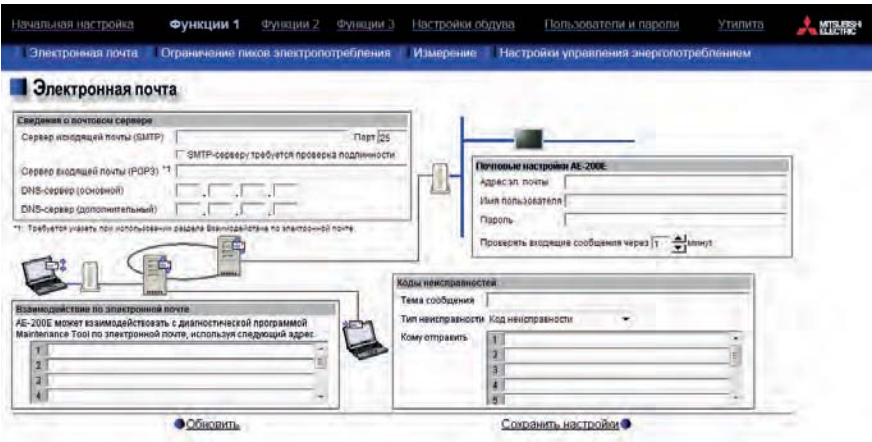 Начальная настройка Функции 1 Функции 2 Функции 3 Настройки обдува Пользователи и пароли Утилита MITSUBISHI ELECTRIC
Электронная почта Ограничение пиков электропотребления Измерение Настройки управления энергопотреблением
Электронная почта
Сведения о почтовом сервере
Сервер исходящей почты (SMTP) Порт 25
SMTP-серверу требуется проверка подлинности
Сервер входящей почты (POP3) *1
DNS-сервер (основной)
DNS-сервер (дополнительный)
*1: Требуется указать при использовании раздела Взаимодействие по электронной почте.
Почтовые настройки AE-200E
Адрес эл. почты
Имя пользователя
Пароль
Проверять входящие сообщения через 1 минут
Взаимодействие по электронной почте
AE-200E может взаимодействовать с диагностической программой
Maintenance Tool по электронной почте, используя следующий адрес.
1
2
3
4
Коды неисправностей
Тема сообщения
Тип неисправности Код неисправности
Кому отправить 1
2
3
4
5
Обновить Сохранить настройки